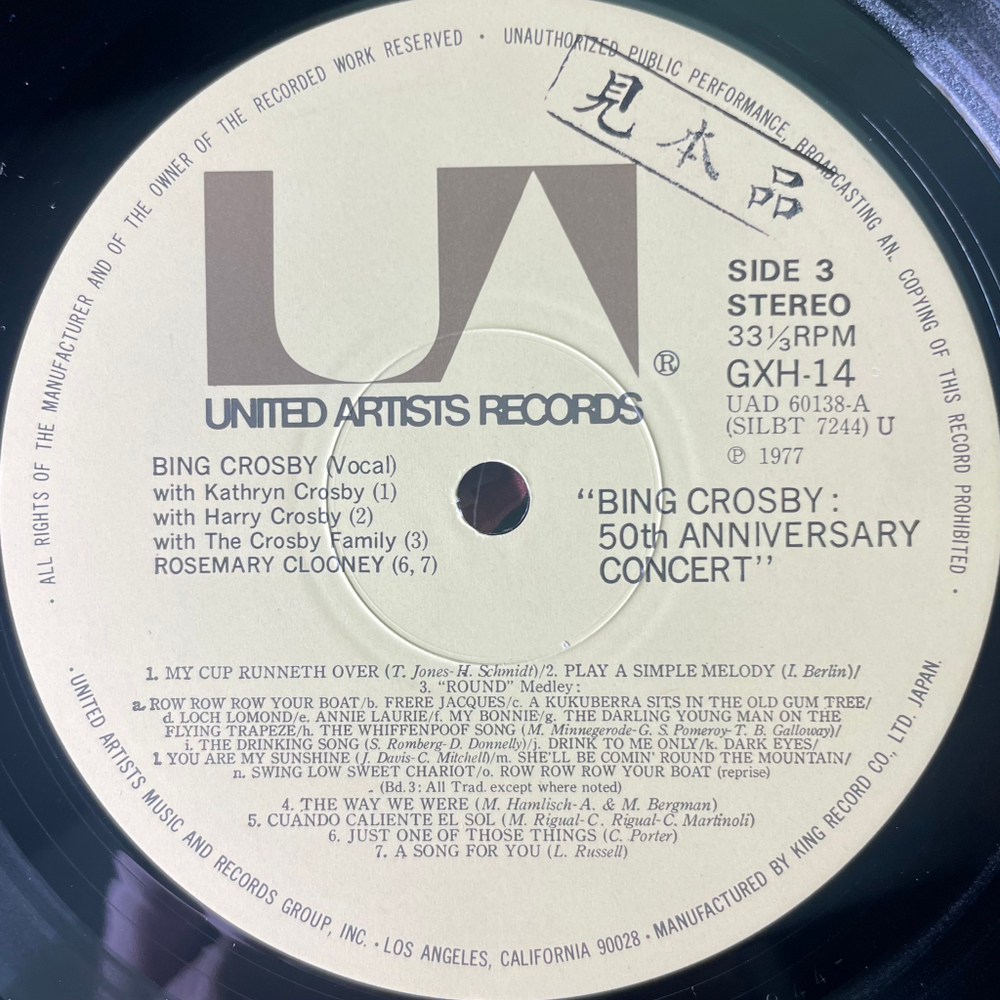 · ALL RIGHTS OF THE MANUFACTURER AND OF THE OWNER OF THE RECORDED WORK RESERVED · UNAUTHORIZED PUBLIC PERFORMANCE, BROADCASTING AN. COPYING OF THIS RECORD PROHIBITED ·
見本品
UA
®
UNITED ARTISTS RECORDS
SIDE 3
STEREO
33⅓RPM
GXH-14
UAD 60138-A
(SILBT 7244) U
℗ 1977
BING CROSBY (Vocal)
with Kathryn Crosby (1)
with Harry Crosby (2)
with The Crosby Family (3)
ROSEMARY CLOONEY (6, 7)
“BING CROSBY :
50th ANNIVERSARY
CONCERT”
1. MY CUP RUNNETH OVER (T. Jones-H. Schmidt)/2. PLAY A SIMPLE MELODY (I. Berlin)/
3. “ROUND” Medley:
a. ROW ROW ROW YOUR BOAT/b. FRERE JACQUES/c. A KUKUBERRA SITS IN THE OLD GUM TREE/
d. LOCH LOMOND/e. ANNIE LAURIE/f. MY BONNIE/g. THE DARLING YOUNG MAN ON THE
FLYING TRAPEZE/h. THE WHIFFENPOOF SONG (M. Minnegerode-G. S. Pomeroy-T. B. Galloway)/
i. THE DRINKING SONG (S. Romberg-D. Donnelly)/j. DRINK TO ME ONLY/k. DARK EYES/
l. YOU ARE MY SUNSHINE (J. Davis-C. Mitchell)/m. SHE'LL BE COMIN' ROUND THE MOUNTAIN/
n. SWING LOW SWEET CHARIOT/o. ROW ROW ROW YOUR BOAT (reprise)
(Bd. 3 : All Trad. except where noted)
4. THE WAY WE WERE (M. Hamlisch-A. & M. Bergman)
5. CUANDO CALIENTE EL SOL (M. Rigual-C. Rigual-C. Martinoli)
6. JUST ONE OF THOSE THINGS (C. Porter)
7. A SONG FOR YOU (L. Russell)
· UNITED ARTISTS MUSIC AND RECORDS GROUP, INC. · LOS ANGELES, CALIFORNIA 90028 · MANUFACTURED BY KING RECORD CO., LTD. JAPAN.